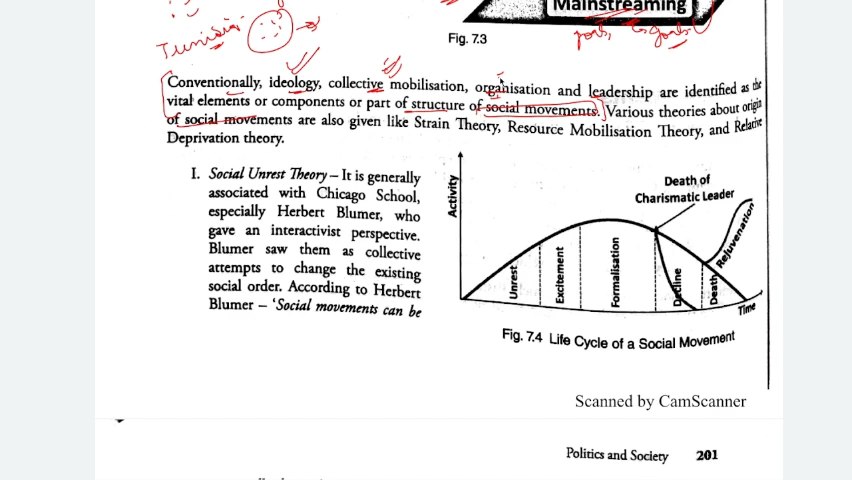 Mainstreaming
Tunisia
goals
Fig. 7.3
Conventionally, ideology, collective mobilisation, organisation and leadership are identified as the
vital elements or components or part of structure of social movements. Various theories about origin
of social movements are also given like Strain Theory, Resource Mobilisation Theory, and Relative
Deprivation theory.
I. Social Unrest Theory – It is generally
associated with Chicago School,
especially Herbert Blumer, who
gave an interactivist perspective.
Blumer saw them as collective
attempts to change the existing
social order. According to Herbert
Blumer – ‘Social movements can be
Activity
Death of
Charismatic Leader
Unrest
Excitement
Formalisation
Decline
Death
Rejuvenation
Time
Fig. 7.4 Life Cycle of a Social Movement
Scanned by CamScanner
Politics and Society 201